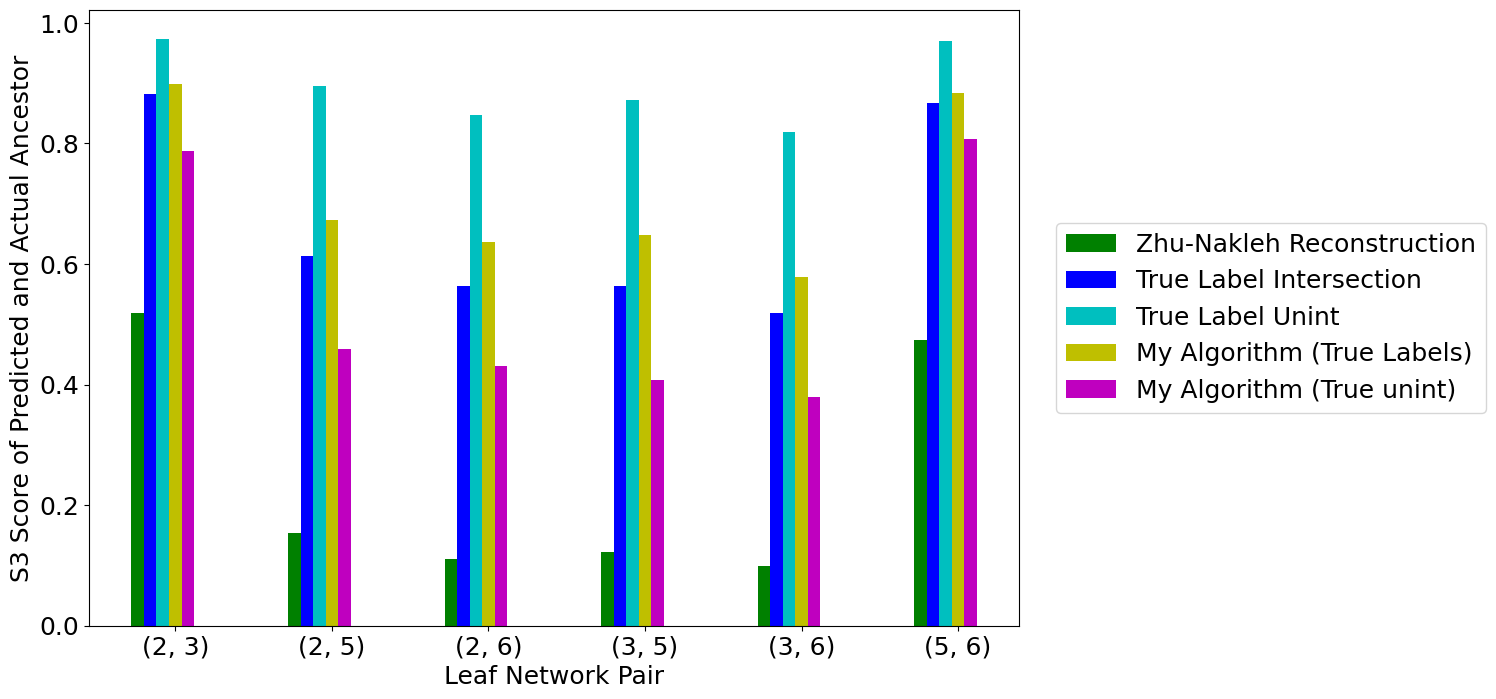 S3 Score of Predicted and Actual Ancestor
1.0
0.8
0.6
0.4
0.2
0.0
(2, 3) (2, 5) (2, 6) (3, 5) (3, 6) (5, 6)
Leaf Network Pair
Zhu-Nakleh Reconstruction
True Label Intersection
True Label Unint
My Algorithm (True Labels)
My Algorithm (True unint)